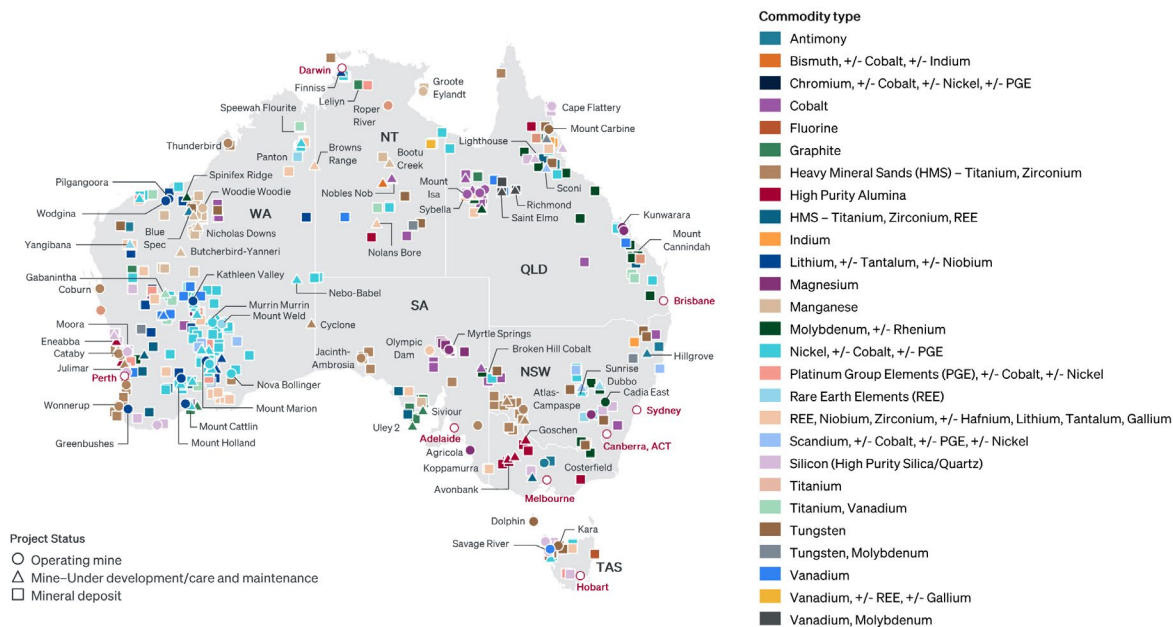 Commodity type
Antimony
Bismuth, +/- Cobalt, +/- Indium
Chromium, +/- Cobalt, +/- Nickel, +/- PGE
Cobalt
Fluorine
Graphite
Heavy Mineral Sands (HMS) – Titanium, Zirconium
High Purity Alumina
HMS – Titanium, Zirconium, REE
Indium
Lithium, +/- Tantalum, +/- Niobium
Magnesium
Manganese
Molybdenum, +/- Rhenium
Nickel, +/- Cobalt, +/- PGE
Platinum Group Elements (PGE), +/- Cobalt, +/- Nickel
Rare Earth Elements (REE)
REE, Niobium, Zirconium, +/- Hafnium, Lithium, Tantalum, Gallium
Scandium, +/- Cobalt, +/- PGE, +/- Nickel
Silicon (High Purity Silica/Quartz)
Titanium
Titanium, Vanadium
Tungsten
Tungsten, Molybdenum
Vanadium
Vanadium, +/- REE, +/- Gallium
Vanadium, Molybdenum
Darwin
Finniss
Leliyn
Roper
River
Groote
Eylandt
Speewah Flourite
NT
Cape Flattery
Mount Carbine
Thunderbird
Panton
Browns
Range
Bootu
Creek
Lighthouse
Nobles Nob
Mount
Isa
Sybella
Sconi
Richmond
Saint Elmo
Pilgangoora
Spinifex Ridge
Woodie Woodie
Wodgina
WA
Blue
Spec
Nicholas Downs
Yangibana
Butcherbird-Yanneri
Nolans Bore
Kunwarara
Mount
Cannindah
QLD
Gabanintha
Kathleen Valley
Nebo-Babel
Coburn
Murrin Murrin
Mount Weld
SA
Brisbane
Moora
Eneabba
Cataby
Julimar
Perth
Cyclone
Jacinth-
Ambrosia
Olympic
Dam
Myrtle Springs
Broken Hill Cobalt
NSW
Hillgrove
Sunrise
Dubbo
Nova Bollinger
Atlas-
Campaspe
Cadia East
Wonnerup
Mount Marion
Siviour
Sydney
Greenbushes
Mount Cattlin
Mount Holland
Uley 2
Adelaide
Goschen
Canberra, ACT
Agricola
Koppamurra
Avonbank
Costerfield
Melbourne
Dolphin
Kara
Savage River
TAS
Hobart
Project Status
Operating mine
Mine–Under development/care and maintenance
Mineral deposit